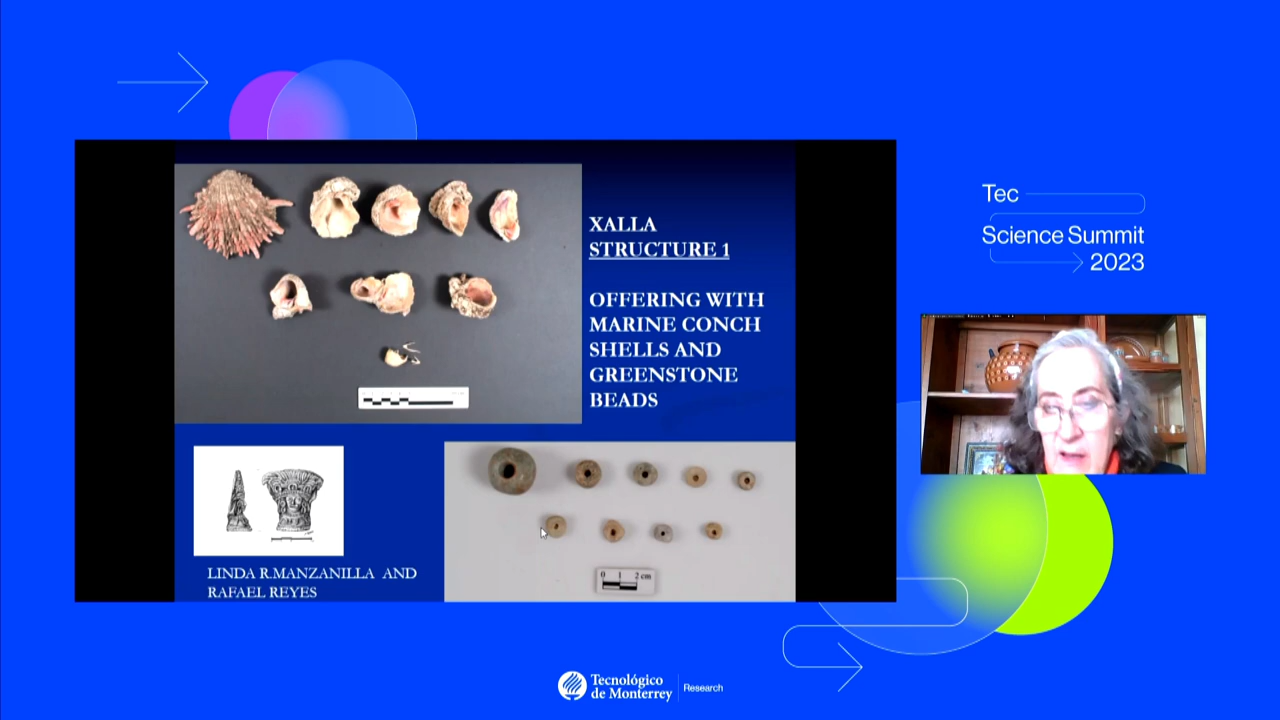 XALLA
STRUCTURE 1
OFFERING WITH
MARINE CONCH
SHELLS AND
GREENSTONE
BEADS
LINDA R.MANZANILLA AND
RAFAEL REYES
0 1 2 cm
Tec
Science Summit
2023
Tecnológico
de Monterrey
Research